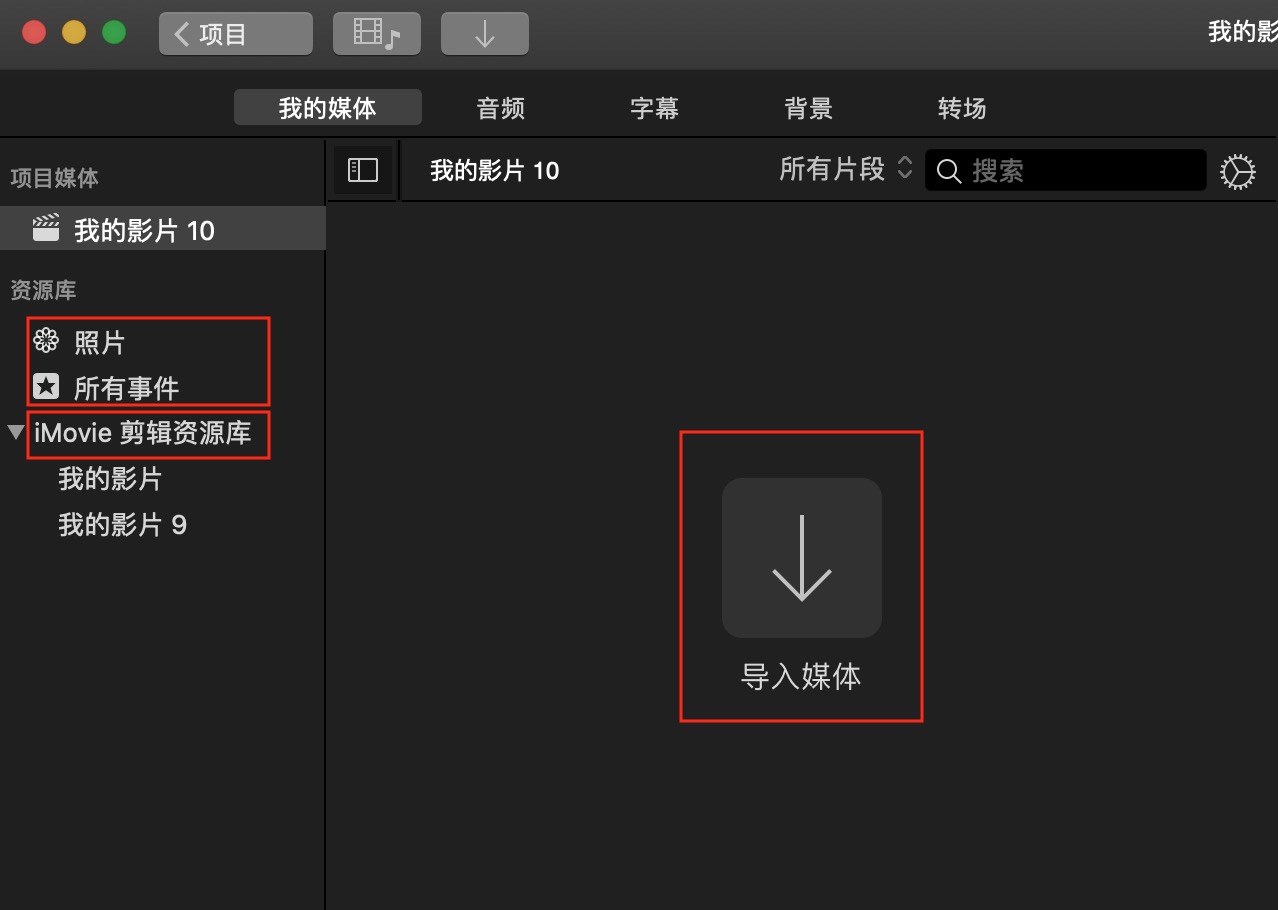 项目
我的影
我的媒体 音频 字幕 背景 转场
项目媒体
我的影片 10
资源库
照片
所有事件
iMovie 剪辑资源库
我的影片
我的影片 9
我的影片 10 所有片段 搜索
导入媒体